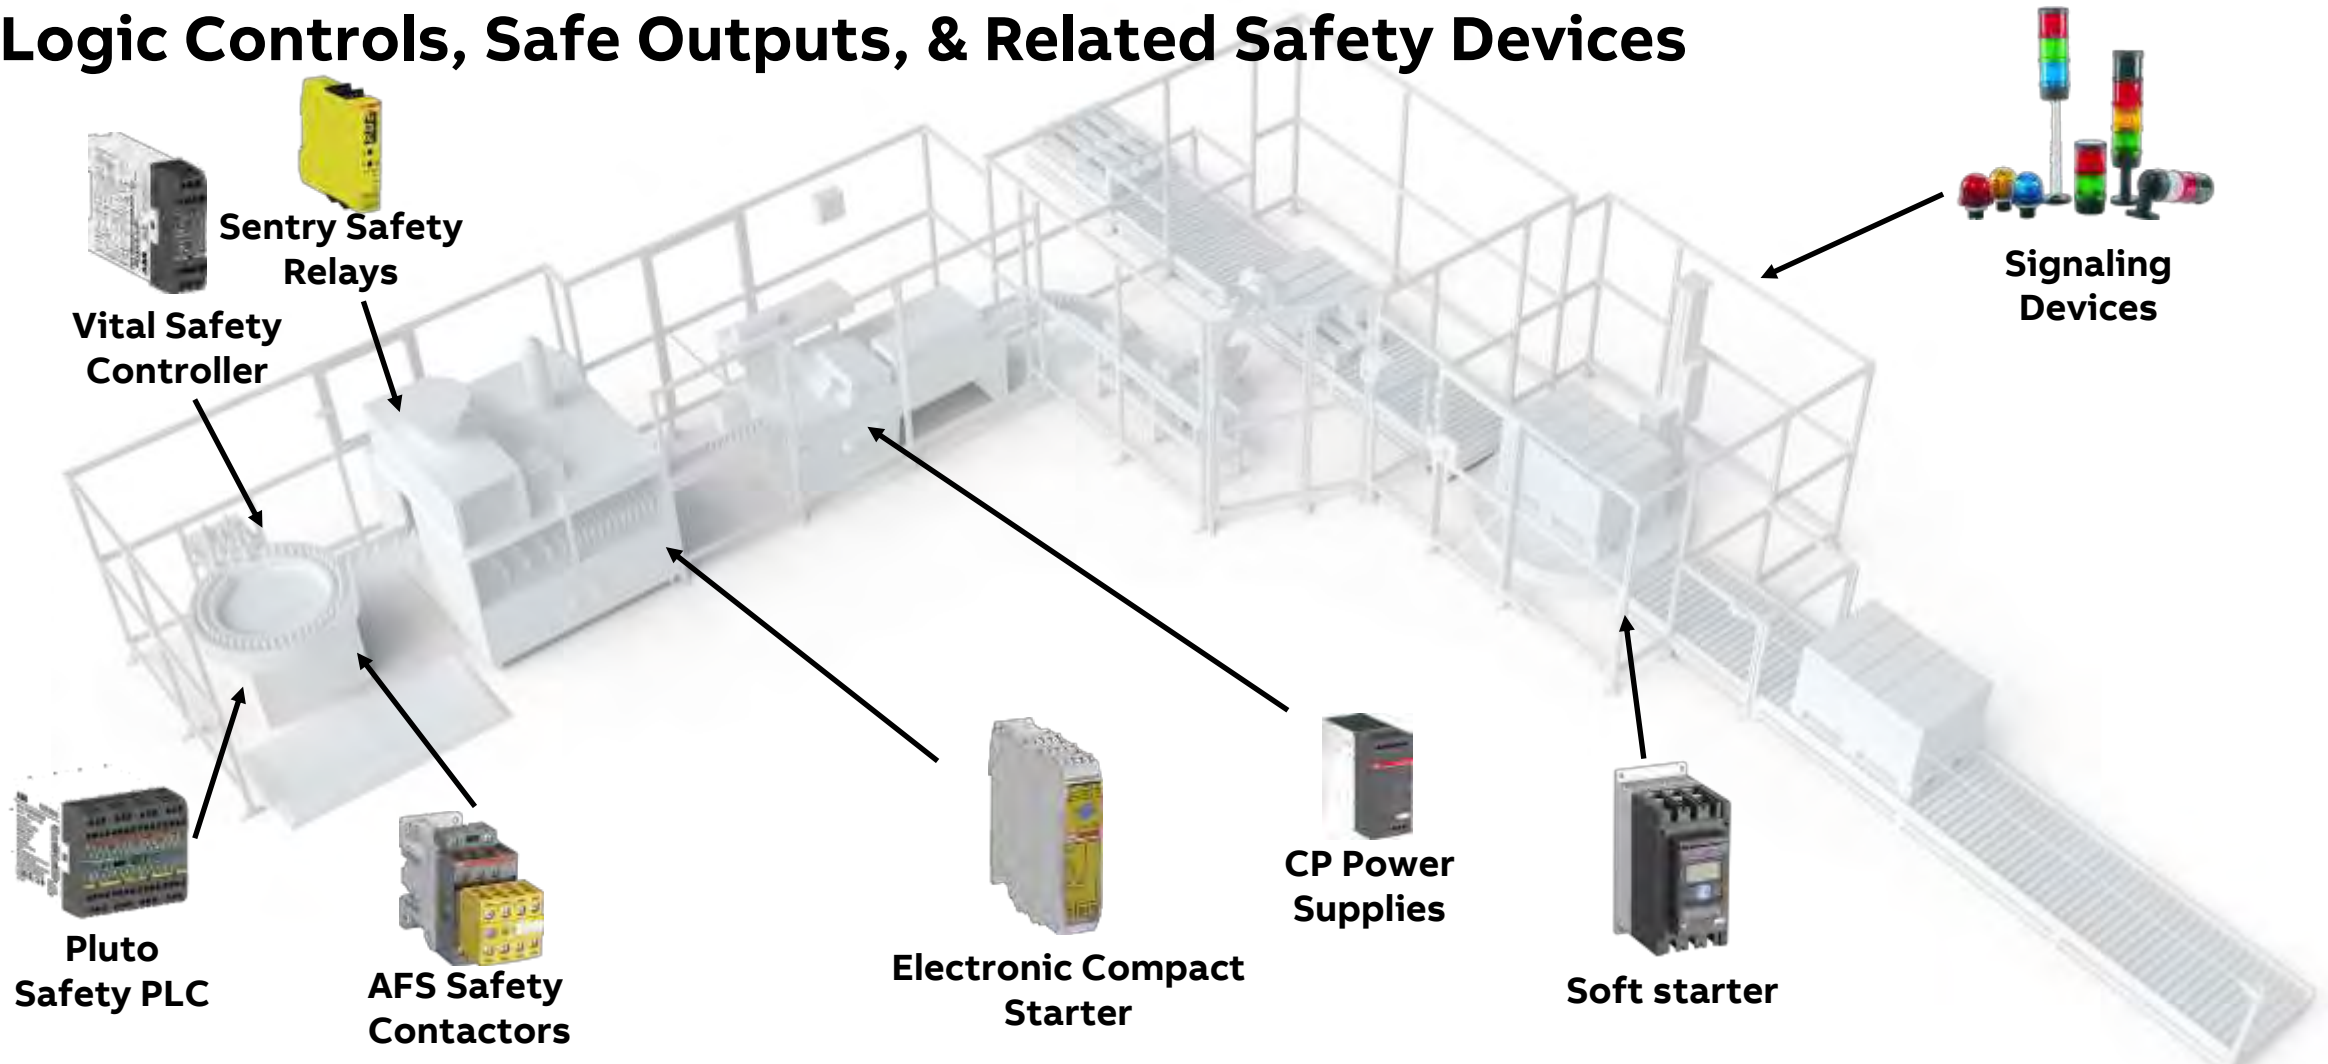 Logic Controls, Safe Outputs, & Related Safety Devices
Sentry Safety
Relays
Vital Safety
Controller
Signaling
Devices
Pluto
Safety PLC
AFS Safety
Contactors
Electronic Compact
Starter
CP Power
Supplies
Soft starter